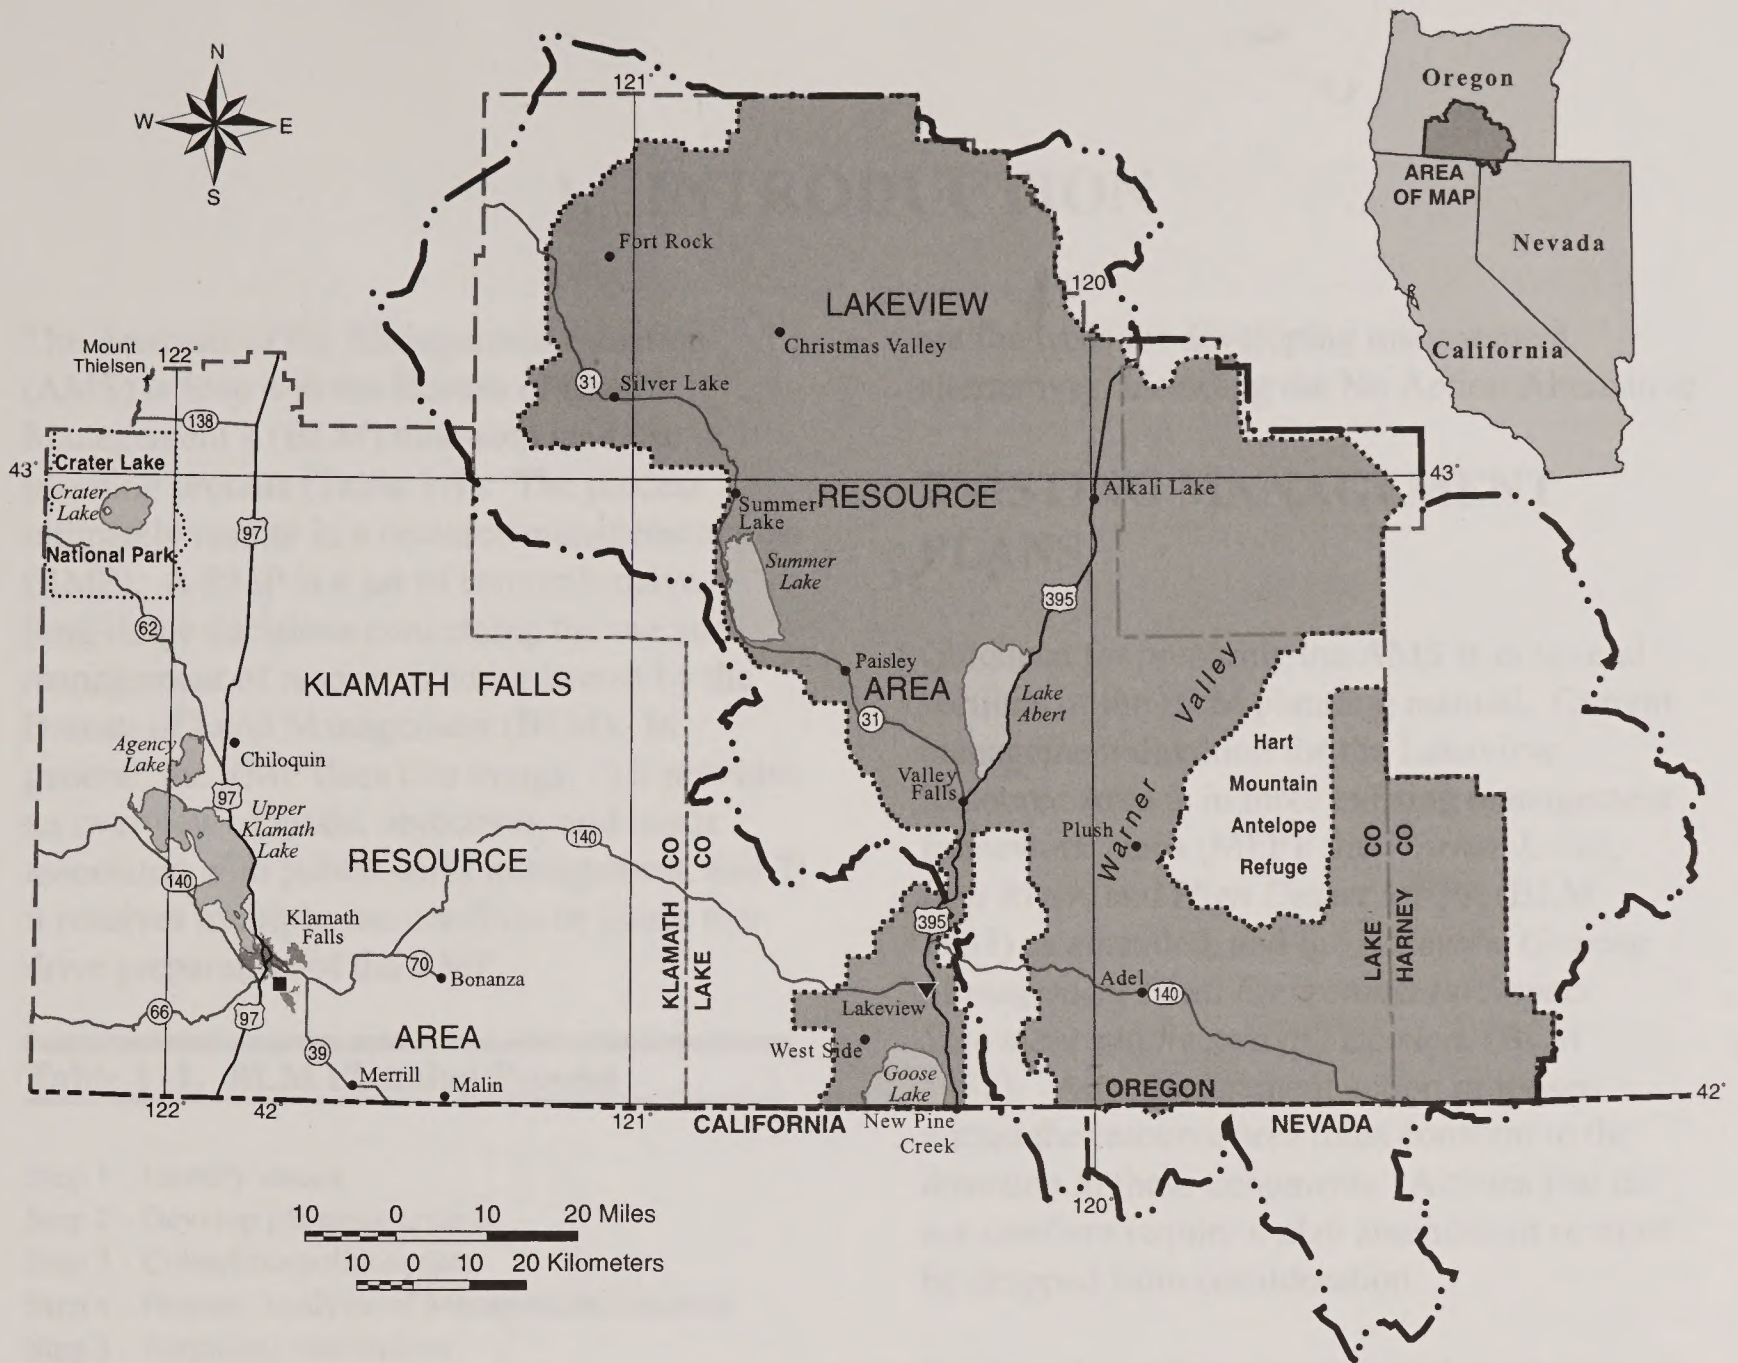 N
W
E
S
121°
Oregon
AREA
OF MAP
Nevada
California
Fort Rock
LAKEVIEW
120°
Christmas Valley
Mount
Thielsen
122°
31
Silver Lake
138
43°
Crater Lake
Crater
Lake
National Park
97
Summer
Lake
RESOURCE
Alkali Lake
43°
Summer
Lake
395
62
KLAMATH FALLS
Paisley
AREA
31
Lake
Abert
Warner Valley
Hart
Mountain
Antelope
Refuge
Agency
Lake
Chiloquin
97
Upper
Klamath
Lake
Valley
Falls
Plush
140
RESOURCE
140
KLAMATH CO
LAKE CO
LAKE CO
HARNEY CO
Klamath
Falls
395
70
Bonanza
Adel
140
Lakeview
66
97
39
AREA
West Side
Goose
Lake
Merrill
Malin
OREGON
42°
122°
42°
121°
CALIFORNIA
New Pine
Creek
NEVADA
120°
10 0 10 20 Miles
10 0 10 20 Kilometers
INTRODUCTION